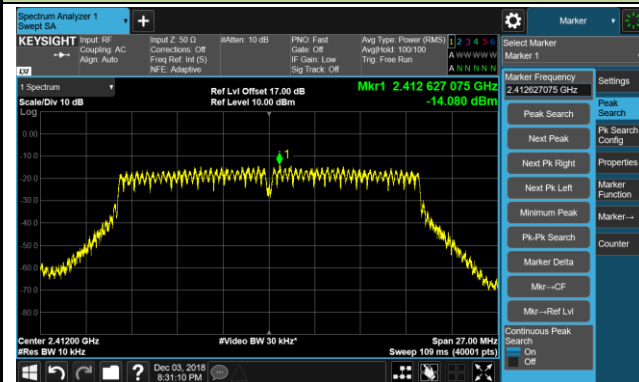 Spectrum Analyzer 1
Swept SA
Marker
KEYSIGHT
Input: RF
Coupling: AC
Align: Auto
Input Z: 50 Ω
Corrections: Off
Freq Ref: Int (S)
NFE: Adaptive
#Atten: 10 dB
PNO: Fast
Gate: Off
IF Gain: Low
Sig Track: Off
Avg Type: Power (RMS)
Avg|Hold: 100/100
Trig: Free Run
1 2 3 4 5 6
A W W W W W
A N N N N N
LXI
Select Marker
Marker 1
1 Spectrum
Scale/Div 10 dB
Log
Ref Lvl Offset 17.00 dB
Ref Level 10.00 dBm
Mkr1 2.412 627 075 GHz
-14.080 dBm
0.00
-10.0
-20.0
-30.0
-40.0
-50.0
-60.0
-70.0
-80.0
1
Center 2.41200 GHz
#Res BW 10 kHz
#Video BW 30 kHz*
Span 27.00 MHz
Sweep 109 ms (40001 pts)
Marker Frequency
2.412627075 GHz
Peak Search
Next Peak
Next Pk Right
Next Pk Left
Minimum Peak
Pk-Pk Search
Marker Delta
Mkr→CF
Mkr→Ref Lvl
Continuous Peak
Search
On
Off
Settings
Peak
Search
Pk Search
Config
Properties
Marker
Function
Marker→
Counter
Dec 03, 2018
8:31:10 PM